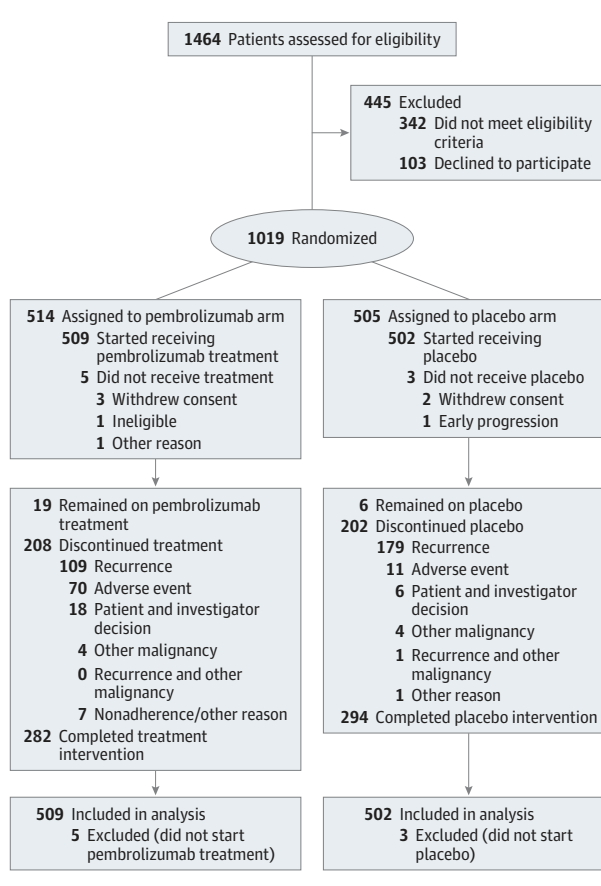 1464 Patients assessed for eligibility
445 Excluded
342 Did not meet eligibility
criteria
103 Declined to participate
1019 Randomized
514 Assigned to pembrolizumab arm
509 Started receiving
pembrolizumab treatment
5 Did not receive treatment
3 Withdrew consent
1 Ineligible
1 Other reason
505 Assigned to placebo arm
502 Started receiving
placebo
3 Did not receive placebo
2 Withdrew consent
1 Early progression
19 Remained on pembrolizumab
treatment
208 Discontinued treatment
109 Recurrence
70 Adverse event
18 Patient and investigator
decision
4 Other malignancy
0 Recurrence and other
malignancy
7 Nonadherence/other reason
282 Completed treatment
intervention
6 Remained on placebo
202 Discontinued placebo
179 Recurrence
11 Adverse event
6 Patient and investigator
decision
4 Other malignancy
1 Recurrence and other
malignancy
1 Other reason
294 Completed placebo intervention
509 Included in analysis
5 Excluded (did not start
pembrolizumab treatment)
502 Included in analysis
3 Excluded (did not start
placebo)